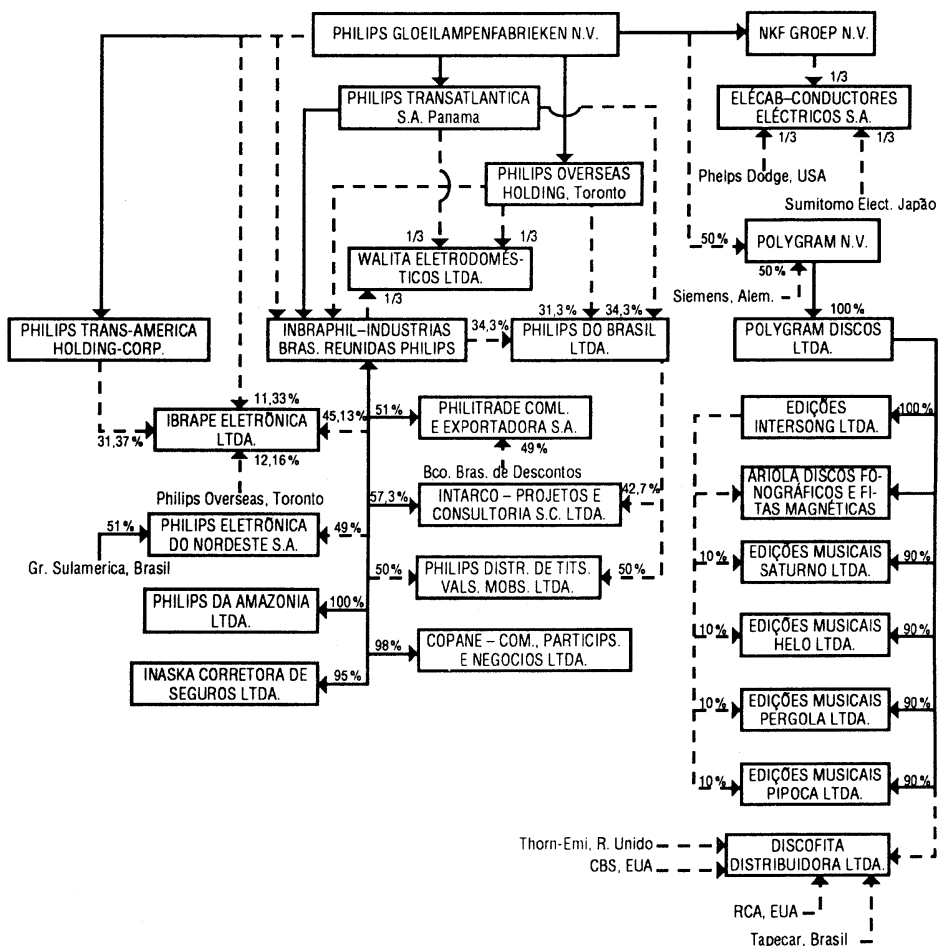 PHILIPS GLOEILAMPENFABRIEKEN N.V.
NKF GROEP N.V.
1/3
PHILIPS TRANSATLANTICA
S.A. Panama
ELÉCAB–CONDUCTORES
ELÉCTRICOS S.A.
1/3
1/3
Phelps Dodge, USA
Sumitomo Elect. Japão
PHILIPS OVERSEAS
HOLDING, Toronto
1/3
1/3
50%
POLYGRAM N.V.
WALITA ELETRODOMÉS-
TICOS LTDA.
50%
Siemens, Alem.
1/3
31,3%
34,3%
100%
PHILIPS TRANS-AMERICA
HOLDING-CORP.
INBRAPHIL–INDUSTRIAS
BRAS. REUNIDAS PHILIPS
34,3%
PHILIPS DO BRASIL
LTDA.
POLYGRAM DISCOS
LTDA.
11,33%
31,37%
IBRAPE ELETRÕNICA
LTDA.
45,13%
51%
PHILITRADE COML.
E EXPORTADORA S.A.
EDIÇÕES
INTERSONG LTDA.
100%
12,16%
49%
Philips Overseas, Toronto
Bco. Bras. de Descontos
57,3%
INTARCO – PROJETOS E
CONSULTORIA S.C. LTDA.
42,7%
ARIOLA DISCOS FO-
NOGRÁFICOS E FI-
TAS MAGNÉTICAS
51%
PHILIPS ELETRÕNICA
DO NORDESTE S.A.
49%
Gr. Sulamerica, Brasil
50%
PHILIPS DISTR. DE TITS.
VALS. MOBS. LTDA.
50%
10%
EDIÇÕES MUSICAIS
SATURNO LTDA.
90%
PHILIPS DA AMAZONIA
LTDA.
100%
10%
EDIÇÕES MUSICAIS
HELO LTDA.
90%
98%
COPANE – COM., PARTICIPS.
E NEGOCIOS LTDA.
INASKA CORRETORA DE
SEGUROS LTDA.
95%
10%
EDIÇÕES MUSICAIS
PERGOLA LTDA.
90%
10%
EDIÇÕES MUSICAIS
PIPOCA LTDA.
90%
Thorn-Emi, R. Unido
CBS, EUA
DISCOFITA
DISTRIBUIDORA LTDA.
RCA, EUA
Tapecar, Brasil